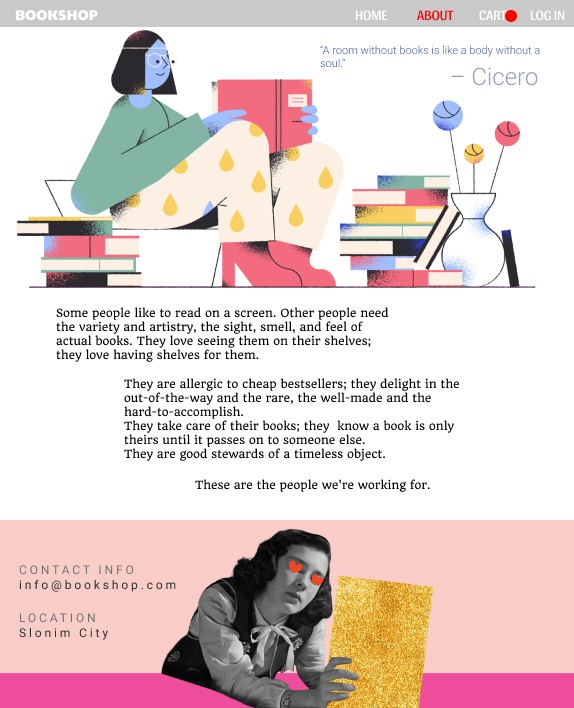 BOOKSHOP HOME ABOUT CART LOG IN
“A room without books is like a body without a
soul.”
– Cicero
Some people like to read on a screen. Other people need
the variety and artistry, the sight, smell, and feel of
actual books. They love seeing them on their shelves;
they love having shelves for them.
They are allergic to cheap bestsellers; they delight in the
out-of-the-way and the rare, the well-made and the
hard-to-accomplish.
They take care of their books; they  know a book is only
theirs until it passes on to someone else.
They are good stewards of a timeless object.
These are the people we're working for.
CONTACT INFO
info@bookshop.com
LOCATION
Slonim City